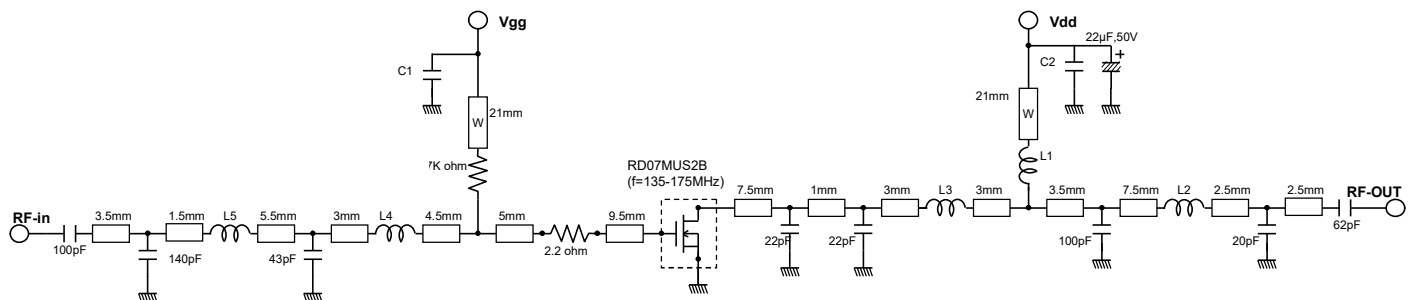 Vgg
Vdd
22μF,50V
C1
C2
21mm
W
21mm
W
7K ohm
L1
RD07MUS2B
(f=135-175MHz)
7.5mm
1mm
3mm
L3
3mm
3.5mm
7.5mm
L2
2.5mm
2.5mm
RF-OUT
RF-in
3.5mm
1.5mm
L5
5.5mm
3mm
L4
4.5mm
5mm
9.5mm
100pF
140pF
43pF
2.2 ohm
22pF
22pF
100pF
20pF
62pF